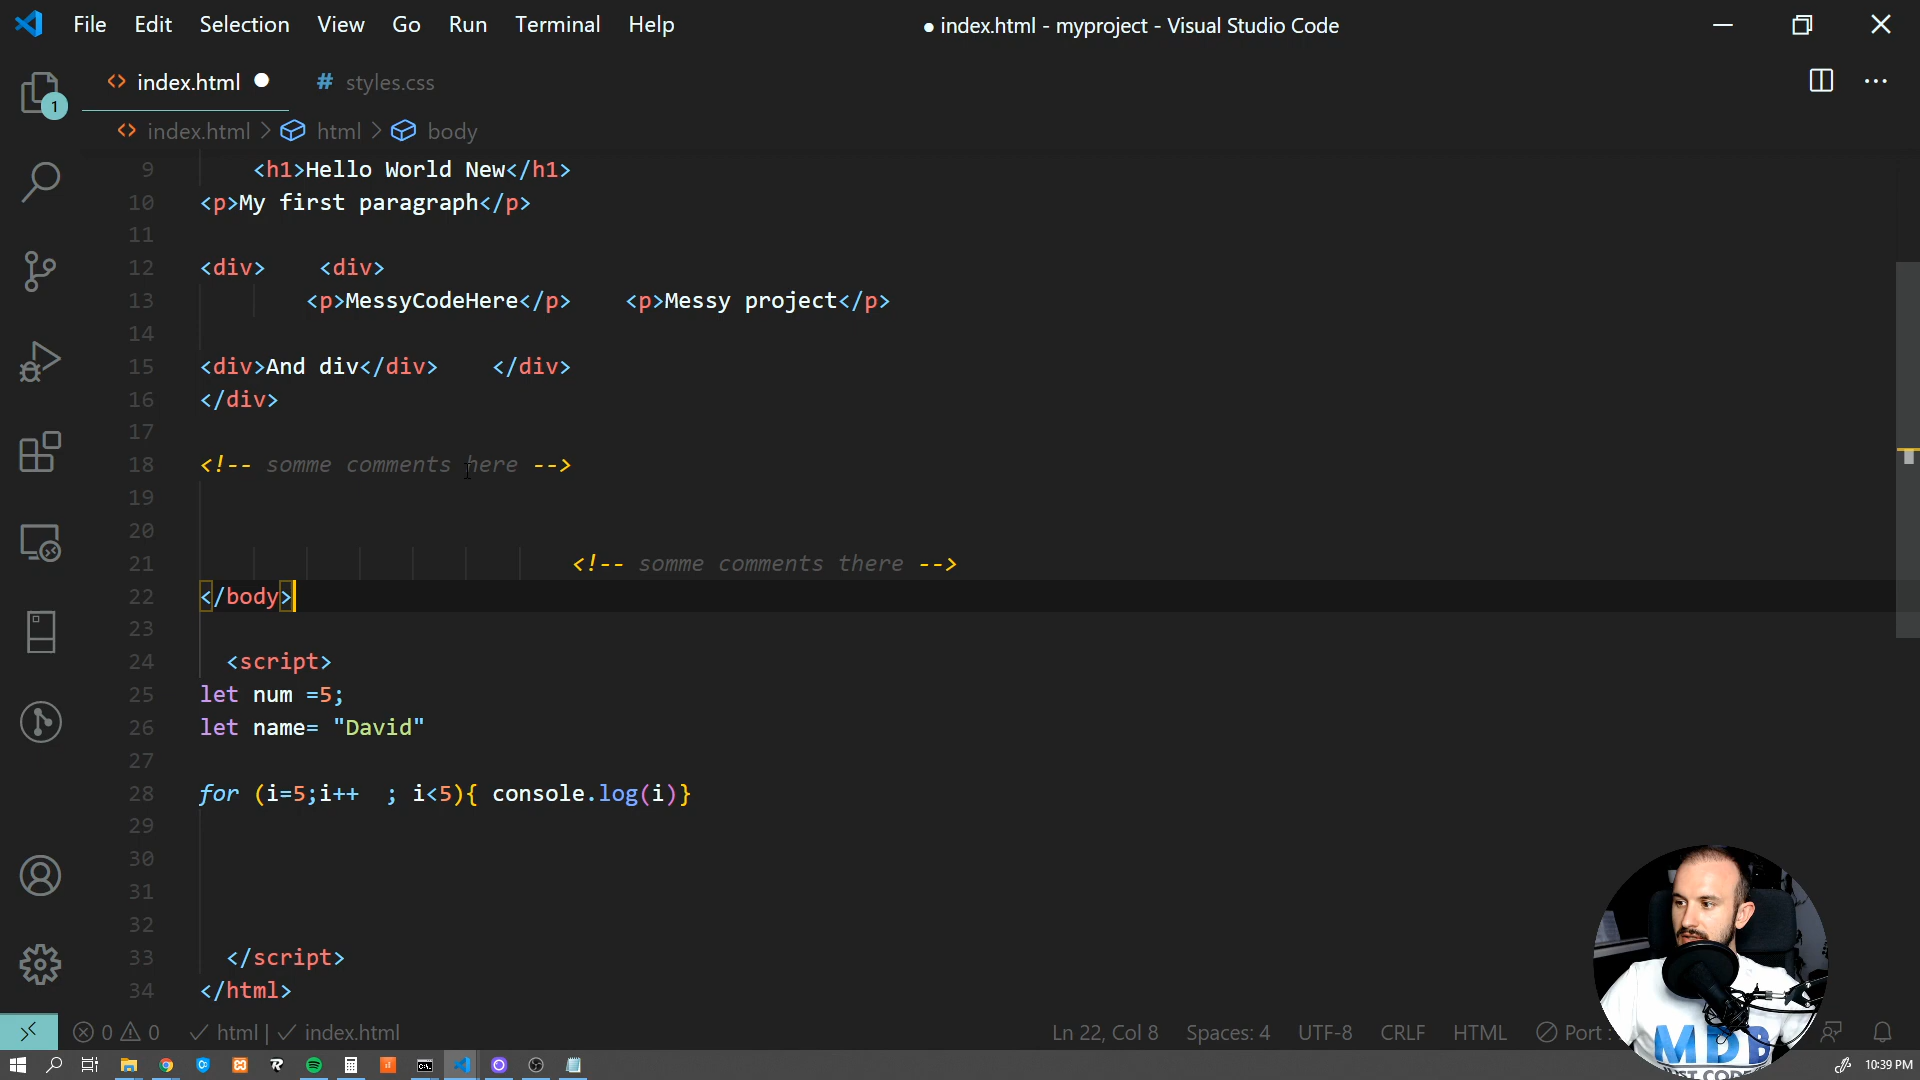 File Edit Selection View Go Run Terminal Help ● index.html - myproject - Visual Studio Code
index.html # styles.css
1
index.html > html > body
9 <h1>Hello World New</h1>
10 <p>My first paragraph</p>
11
12 <div> <div>
13 <p>MessyCodeHere</p> <p>Messy project</p>
14
15 <div>And div</div> </div>
16 </div>
17
18 <!-- somme comments here -->
19
20
21 <!-- somme comments there -->
22 </body>
23
24 <script>
25 let num =5;
26 let name= "David"
27
28 for (i=5;i++ ; i<5){ console.log(i)}
29
30
31
32
33 </script>
34 </html>
0 0 html | index.html Ln 22, Col 8 Spaces: 4 UTF-8 CRLF HTML Port :
MDB
10:39 PM